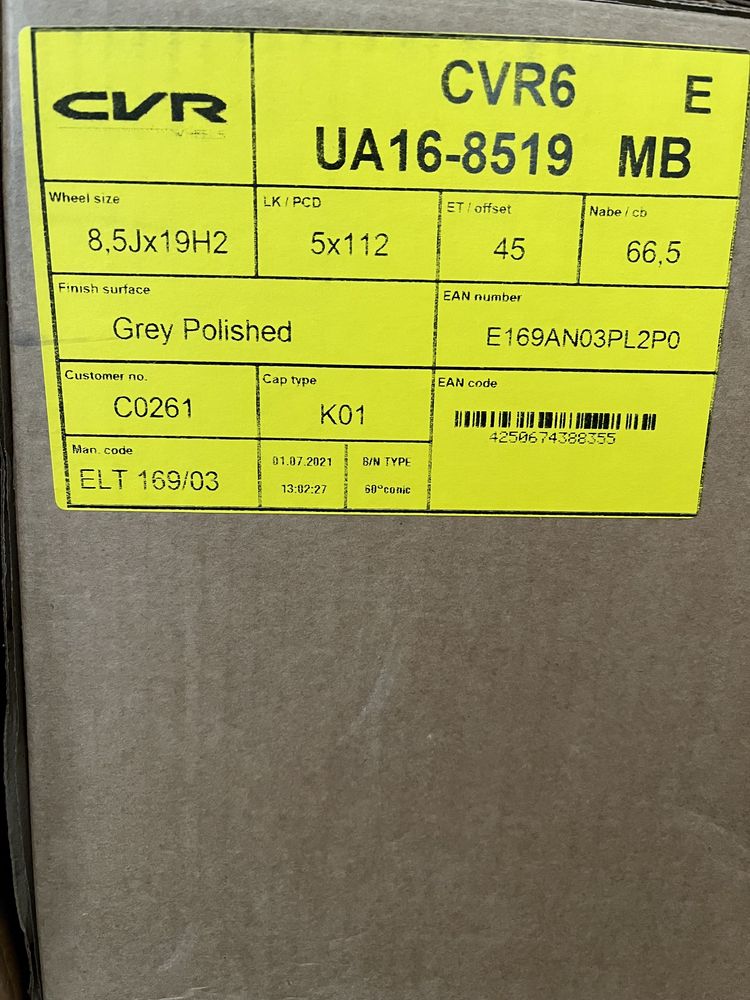 CVR
WHEELS
CVR6 E
UA16-8519 MB
Wheel size
8,5Jx19H2
LK / PCD
5x112
ET / offset
45
Nabe / cb
66,5
Finish surface
Grey Polished
EAN number
E169AN03PL2P0
Customer no.
C0261
Cap type
K01
EAN code
4250674388355
Man. code
ELT 169/03
01.07.2021
13:02:27
B/N TYPE
60°conic